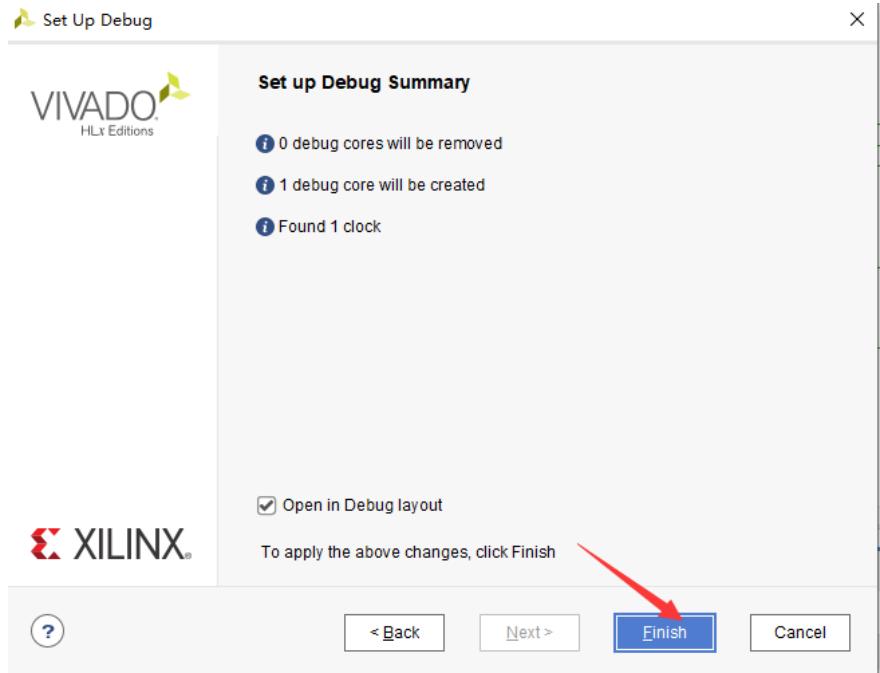 Set Up Debug
VIVADO.
HLx Editions
Set up Debug Summary
0 debug cores will be removed
1 debug core will be created
Found 1 clock
Open in Debug layout
XILINX.
To apply the above changes, click Finish
?
< Back
Next >
Finish
Cancel